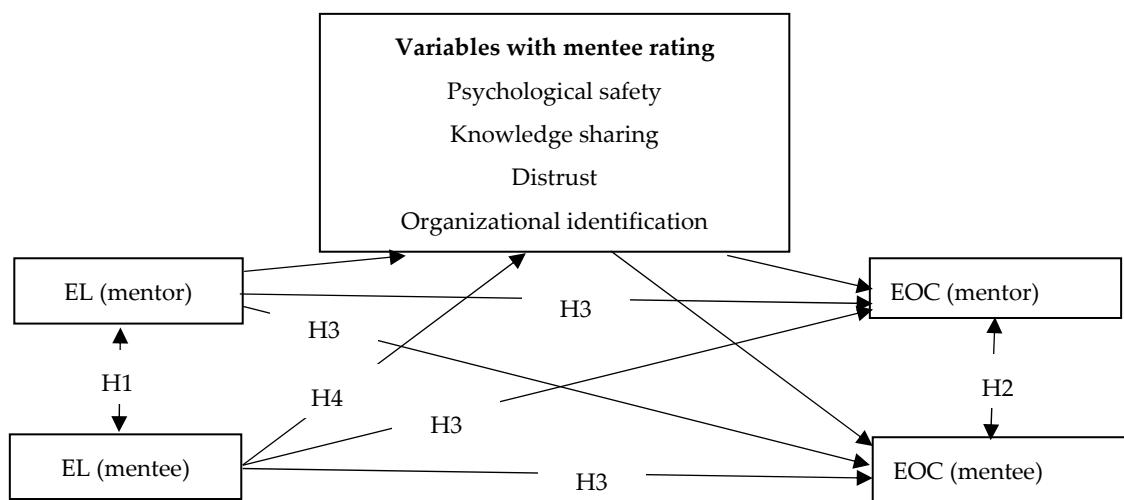 Variables with mentee rating
Psychological safety
Knowledge sharing
Distrust
Organizational identification
EL (mentor)
EOC (mentor)
H3
H3
H1
H4
H2
H3
EL (mentee)
EOC (mentee)
H3